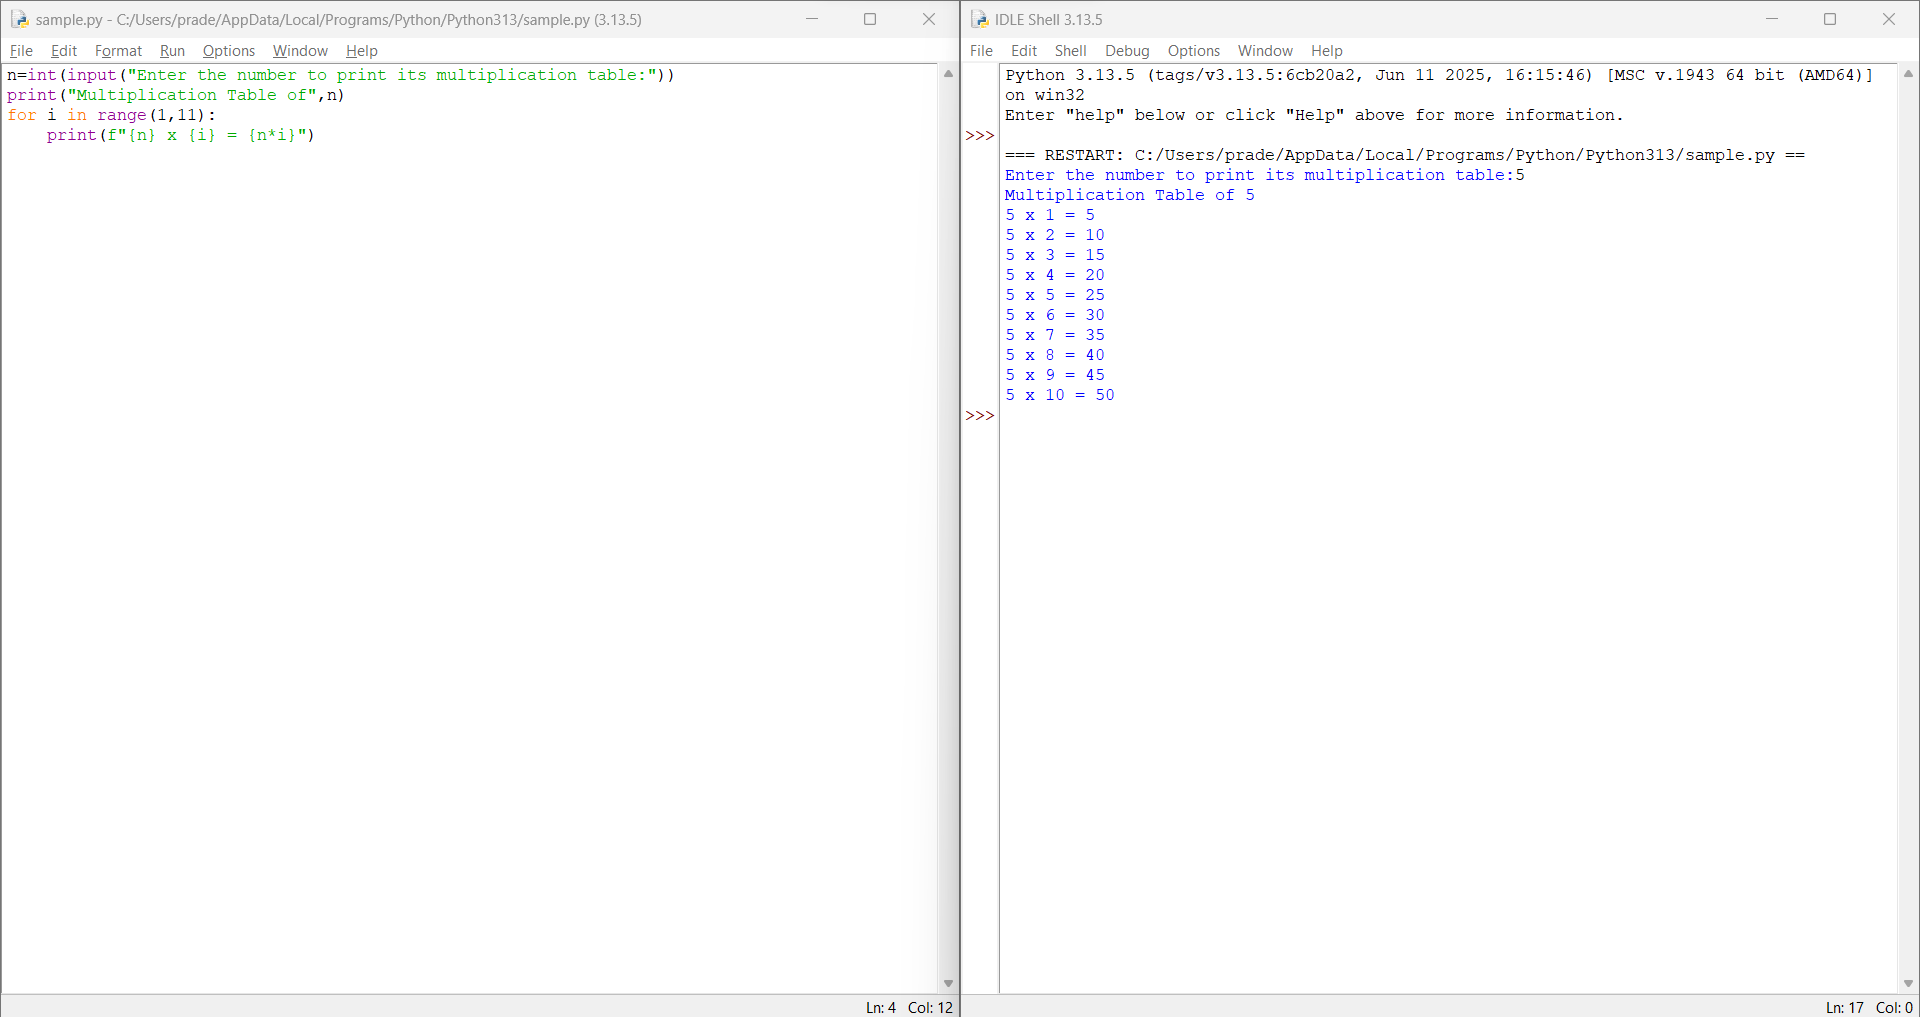 sample.py - C:/Users/prade/AppData/Local/Programs/Python/Python313/sample.py (3.13.5)
File Edit Format Run Options Window Help
n=int(input("Enter the number to print its multiplication table:"))
print("Multiplication Table of",n)
for i in range(1,11):
    print(f"{n} x {i} = {n*i}")
Ln: 4 Col: 12
IDLE Shell 3.13.5
File Edit Shell Debug Options Window Help
Python 3.13.5 (tags/v3.13.5:6cb20a2, Jun 11 2025, 16:15:46) [MSC v.1943 64 bit (AMD64)]
on win32
Enter "help" below or click "Help" above for more information.
>>>
=== RESTART: C:/Users/prade/AppData/Local/Programs/Python/Python313/sample.py ==
Enter the number to print its multiplication table:5
Multiplication Table of 5
5 x 1 = 5
5 x 2 = 10
5 x 3 = 15
5 x 4 = 20
5 x 5 = 25
5 x 6 = 30
5 x 7 = 35
5 x 8 = 40
5 x 9 = 45
5 x 10 = 50
>>>
Ln: 17 Col: 0